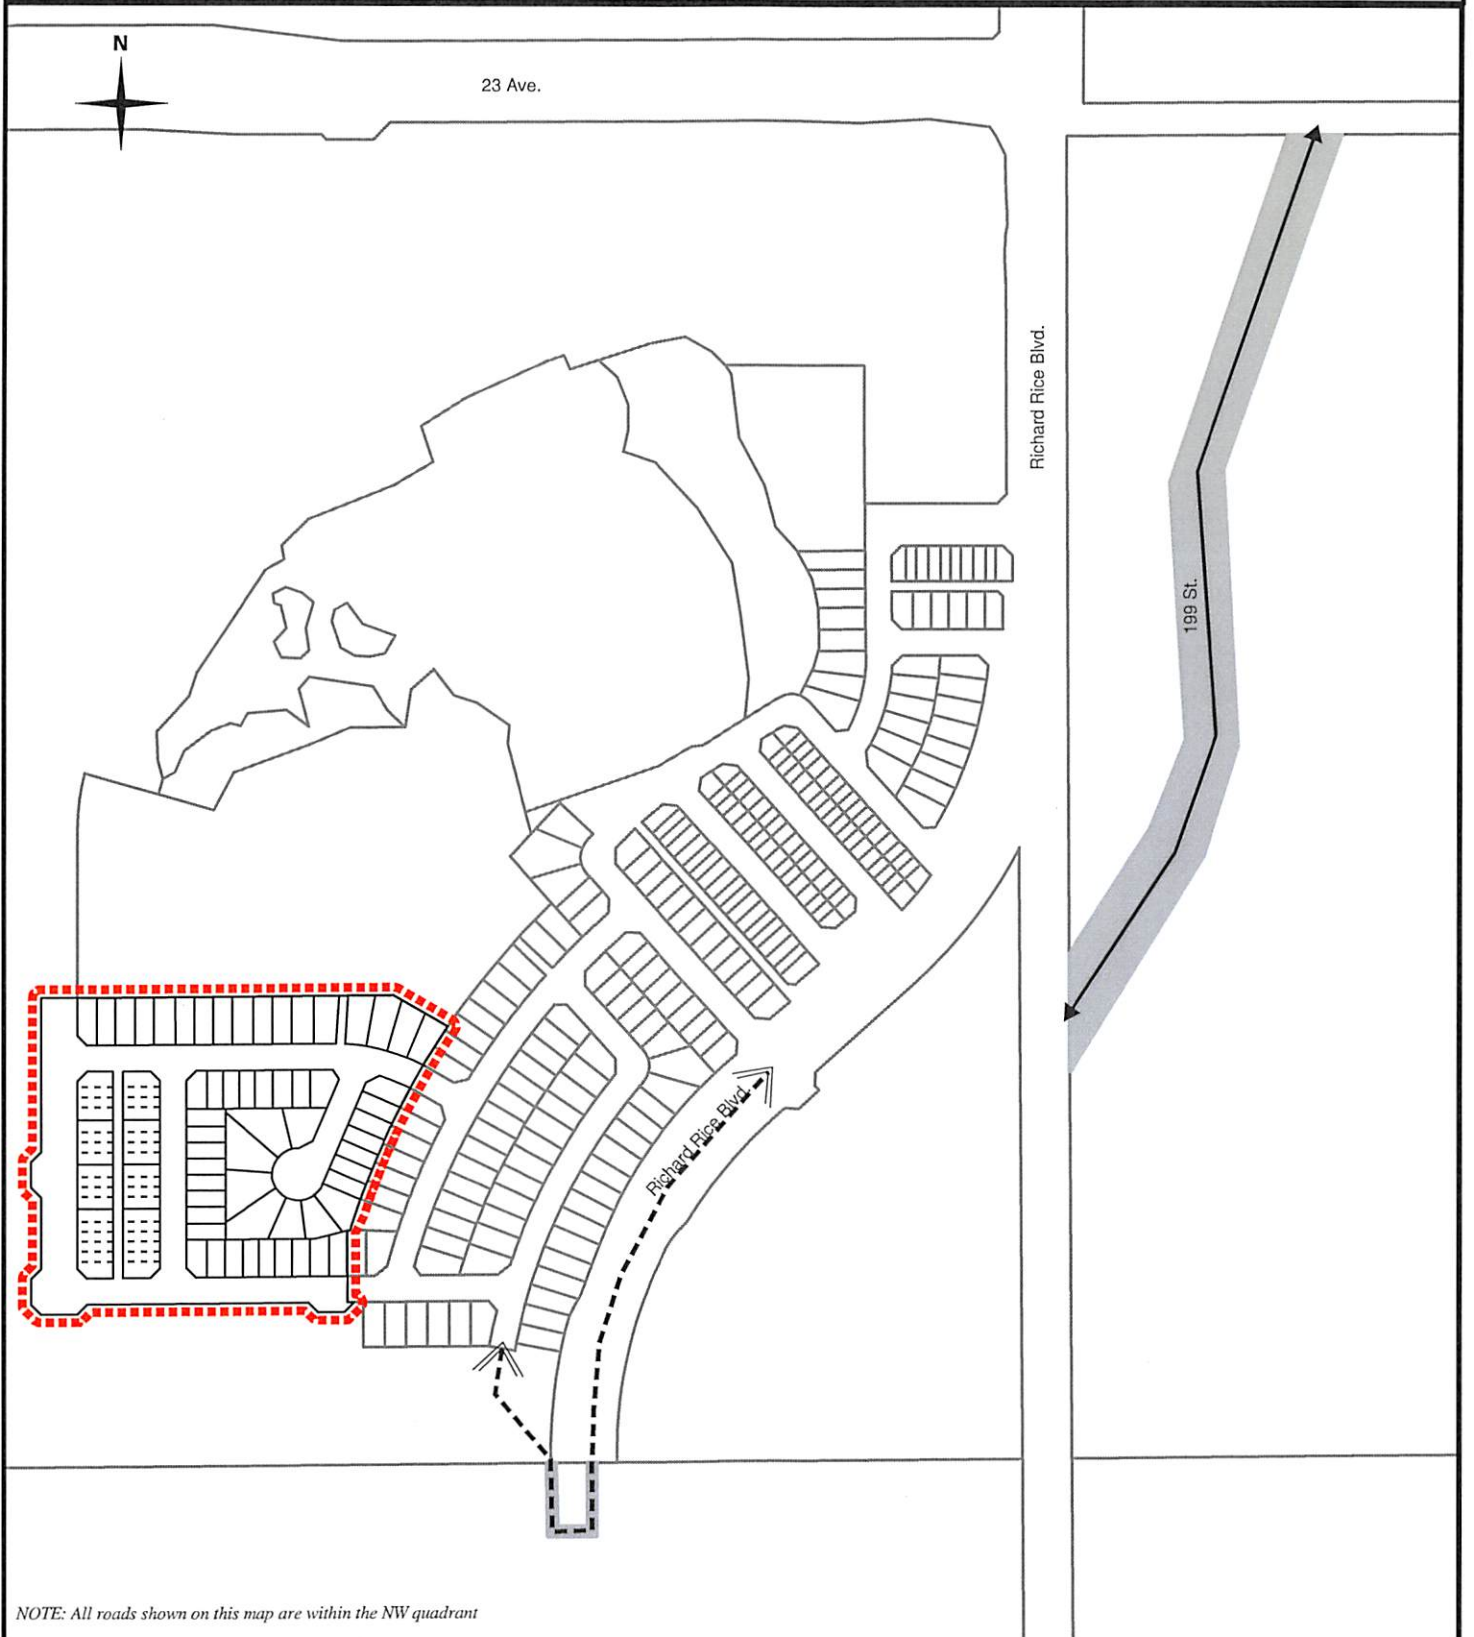 N
23 Ave.
Richard Rice Blvd.
199 St.
Richard Rice Blvd.
NOTE: All roads shown on this map are within the NW quadrant